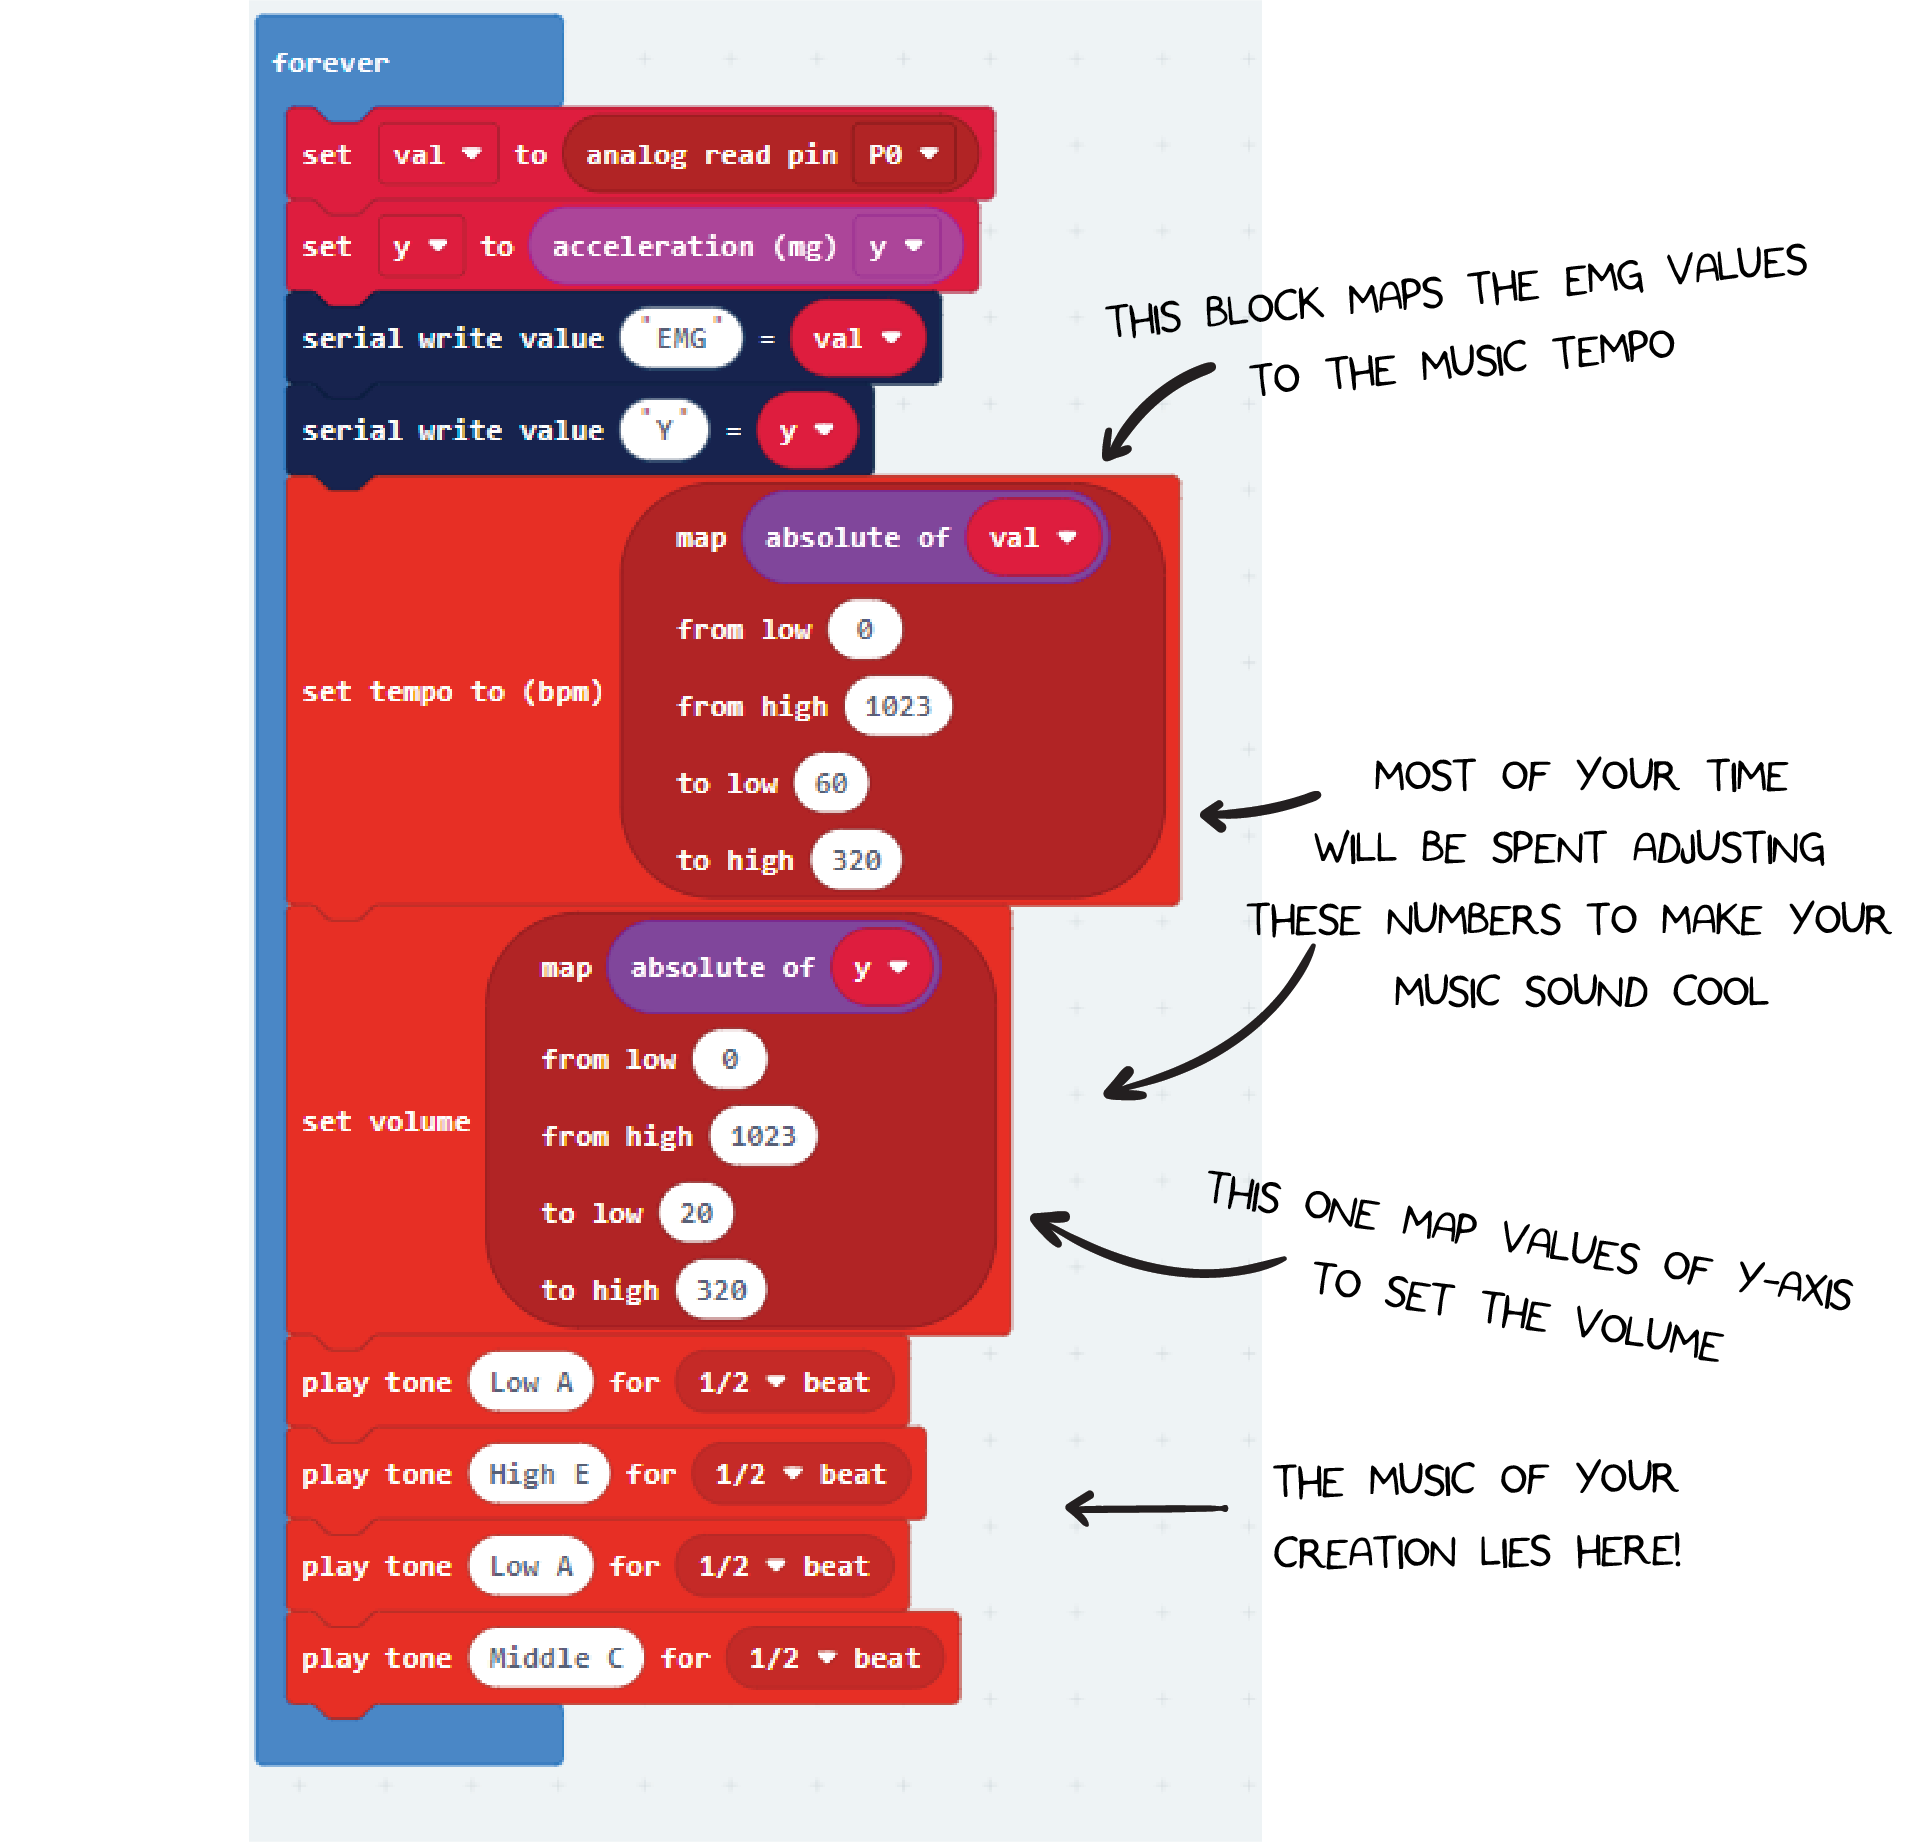 forever
set val to analog read pin P0
set y to acceleration (mg) y
serial write value "EMG" = val
serial write value "Y" = y
set tempo to (bpm)
map absolute of val
from low 0
from high 1023
to low 60
to high 320
set volume
map absolute of y
from low 0
from high 1023
to low 20
to high 320
play tone Low A for 1/2 beat
play tone High E for 1/2 beat
play tone Low A for 1/2 beat
play tone Middle C for 1/2 beat
THIS BLOCK MAPS THE EMG VALUES
TO THE MUSIC TEMPO
MOST OF YOUR TIME
WILL BE SPENT ADJUSTING
THESE NUMBERS TO MAKE YOUR
MUSIC SOUND COOL
THIS ONE MAP VALUES OF Y-AXIS
TO SET THE VOLUME
THE MUSIC OF YOUR
CREATION LIES HERE!